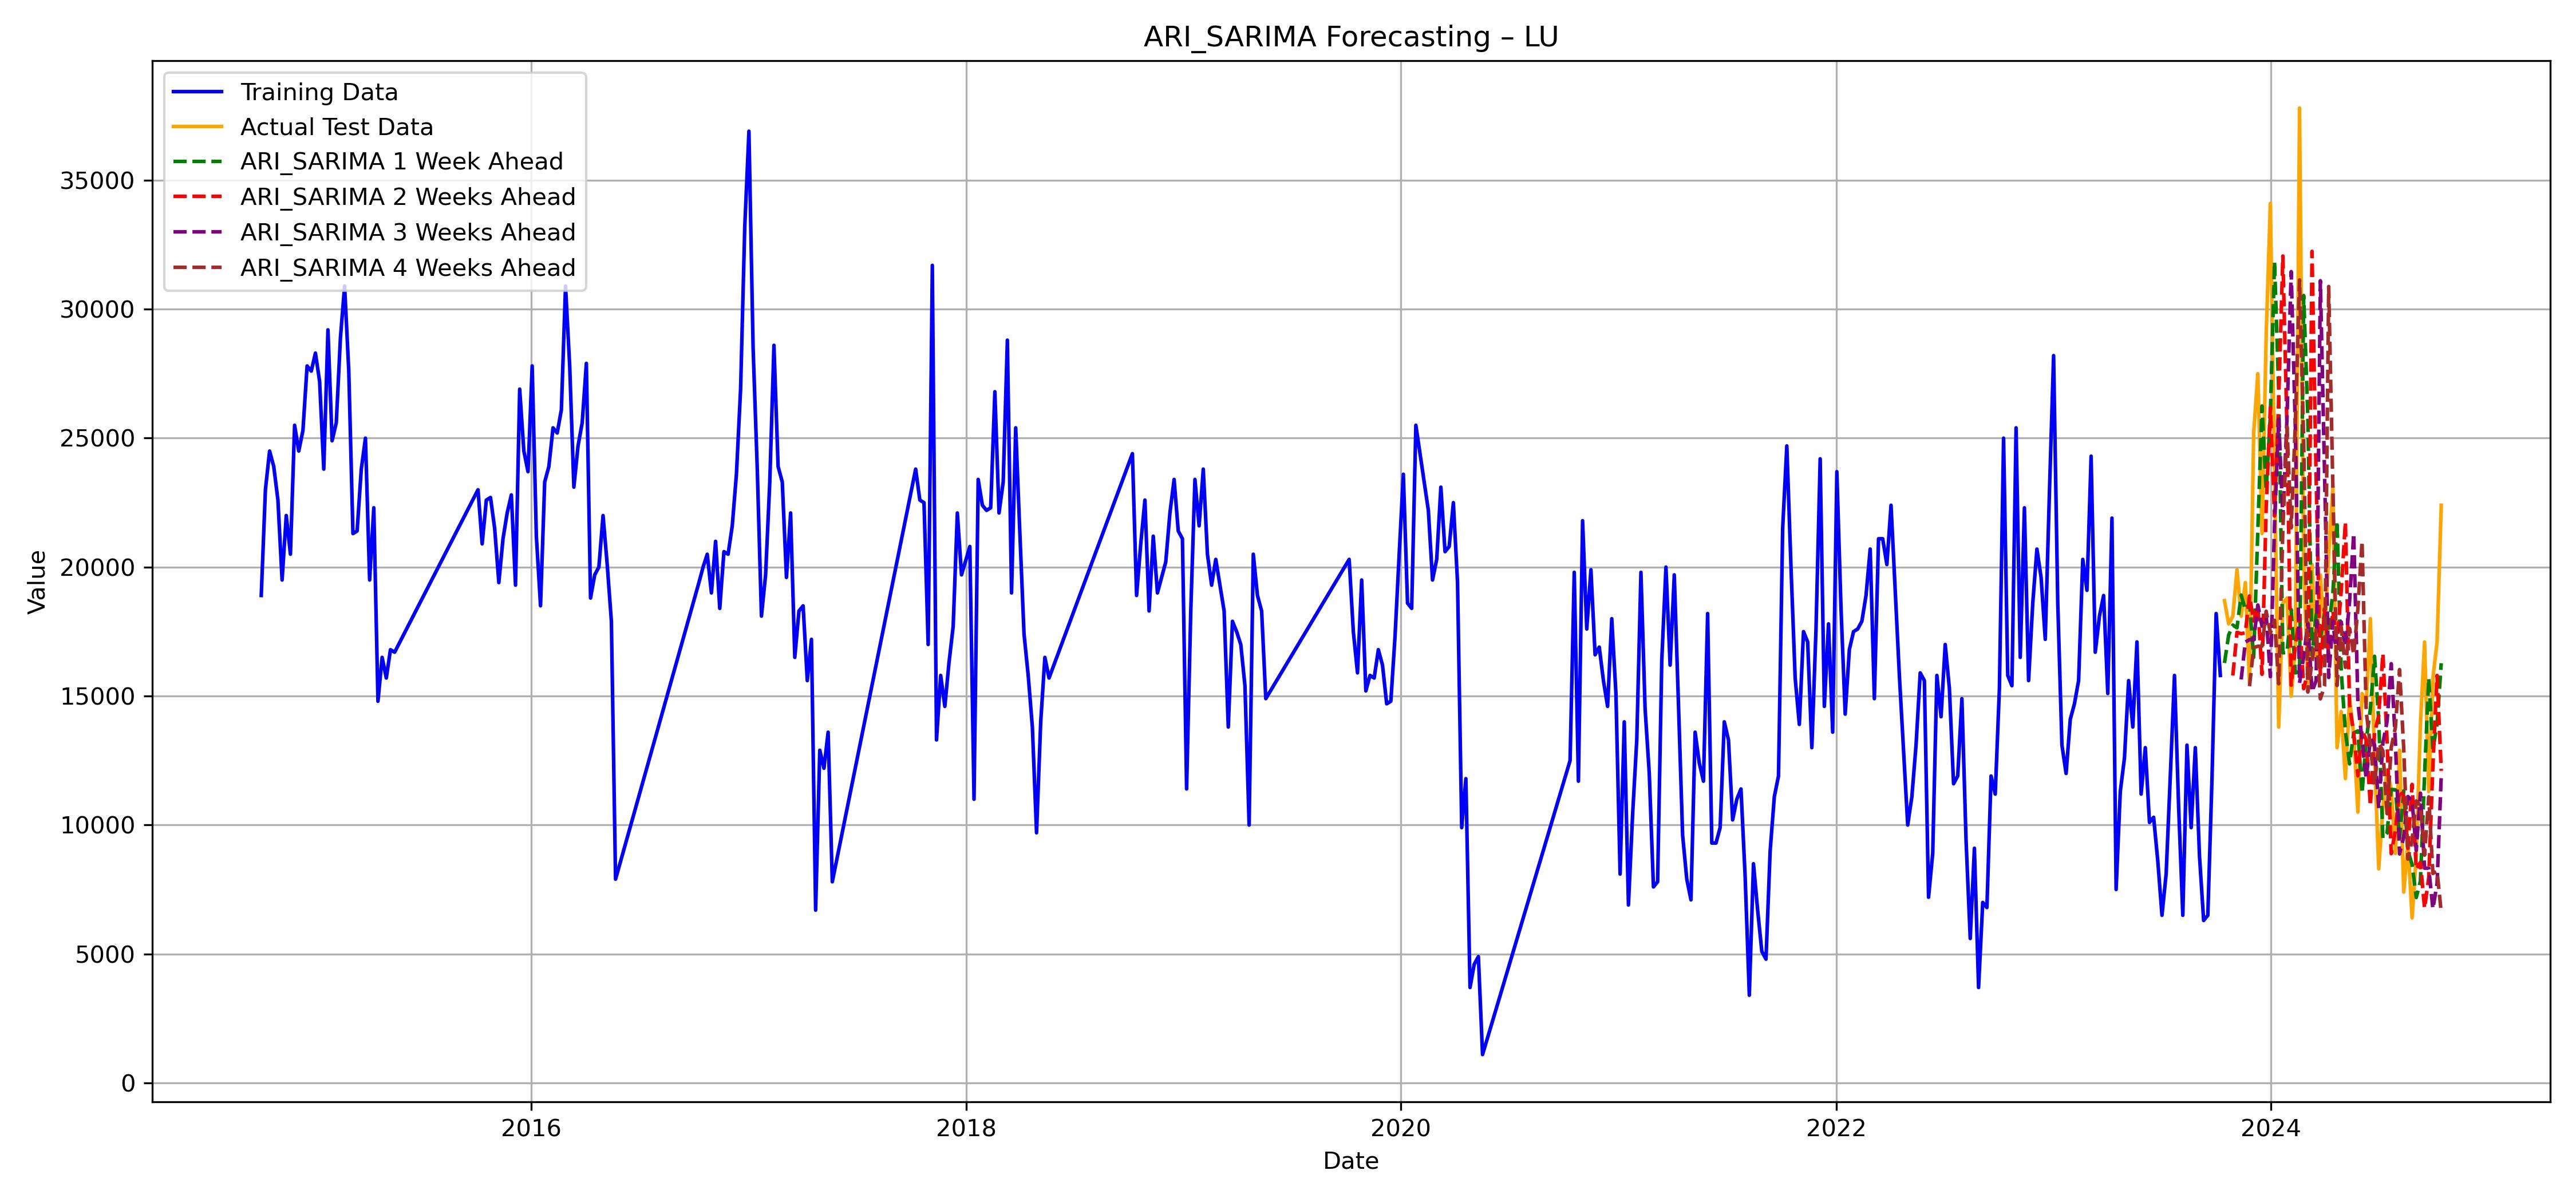 ARI_SARIMA Forecasting – LU
Training Data
Actual Test Data
ARI_SARIMA 1 Week Ahead
ARI_SARIMA 2 Weeks Ahead
ARI_SARIMA 3 Weeks Ahead
ARI_SARIMA 4 Weeks Ahead
Value
35000
30000
25000
20000
15000
10000
5000
0
2016
2018
2020
2022
2024
Date